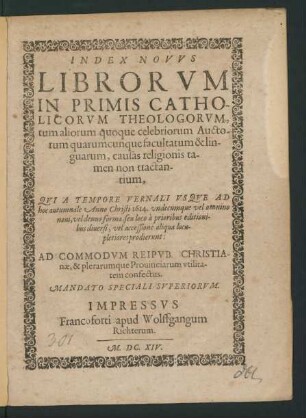 INDEX NOVVS
LIBRORVM
IN PRIMIS CATHO-
LICORVM THEOLOGORVM,
tum aliorum quoque celebriorum Aucto-
rum quarumcunque facultatum & lin-
guarum, causas religionis ta-
men non tractan-
tium,
QVI A TEMPORE VERNALI VSQVE AD
hoc autumnale Anno Christi 1614. undecunque vel omnino
noui, vel denuo forma seu loco à prioribus editioni-
bus diuersi, vel accessione aliqua locu-
pletiores prodierunt:
AD COMMODVM REIPVB. CHRISTIA-
næ, & plerarumque Prouinciarum vtilita-
tem confectus.
MANDATO SPECIALI SVPERIORVM.
IMPRESSVS
Francoforti apud Wolffgangum
Richterum.
M. DC. XIV.